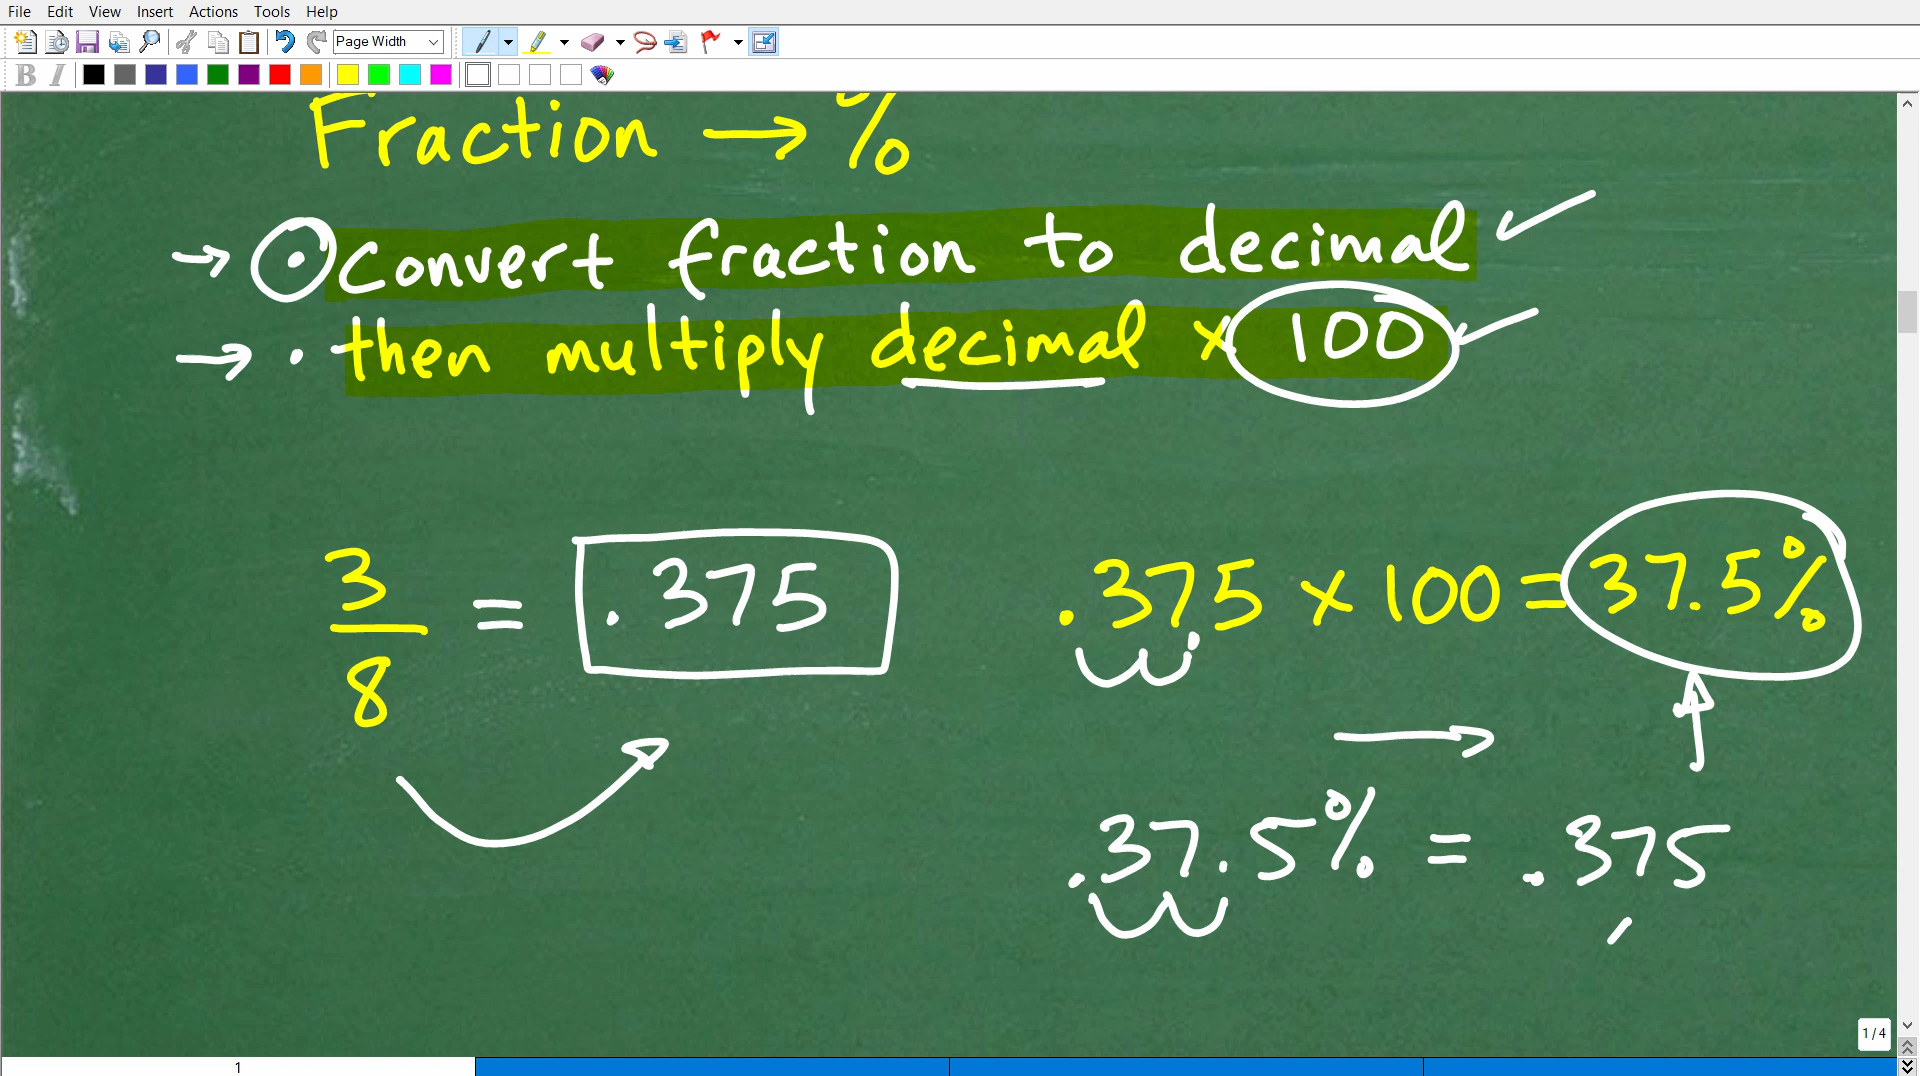 File Edit View Insert Actions Tools Help
Page Width
B I
Fraction → %
→ • Convert fraction to decimal ✓
→ • then multiply decimal x 100 ✓
3/8 = .375
.375 x 100 = 37.5%
.37.5% = .375
1 / 4
1